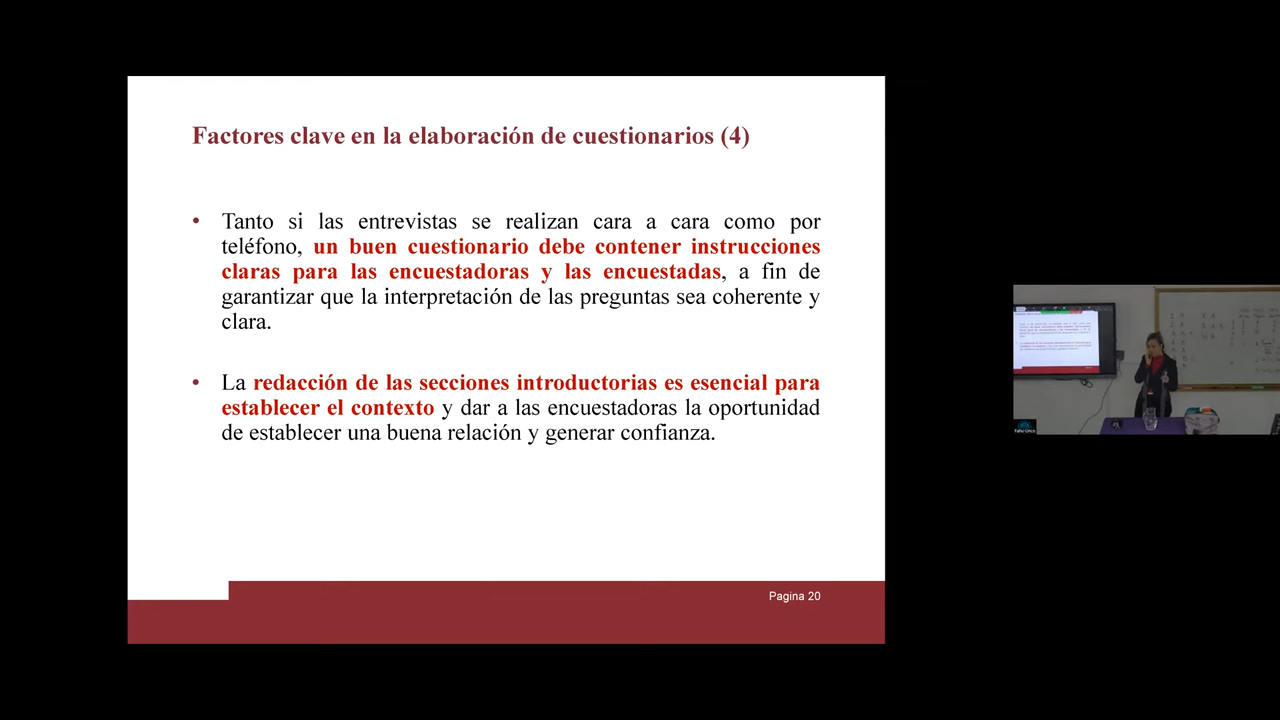 Factores clave en la elaboración de cuestionarios (4)
• Tanto si las entrevistas se realizan cara a cara como por
teléfono, un buen cuestionario debe contener instrucciones
claras para las encuestadoras y las encuestadas, a fin de
garantizar que la interpretación de las preguntas sea coherente y
clara.
• La redacción de las secciones introductorias es esencial para
establecer el contexto y dar a las encuestadoras la oportunidad
de establecer una buena relación y generar confianza.
Pagina 20